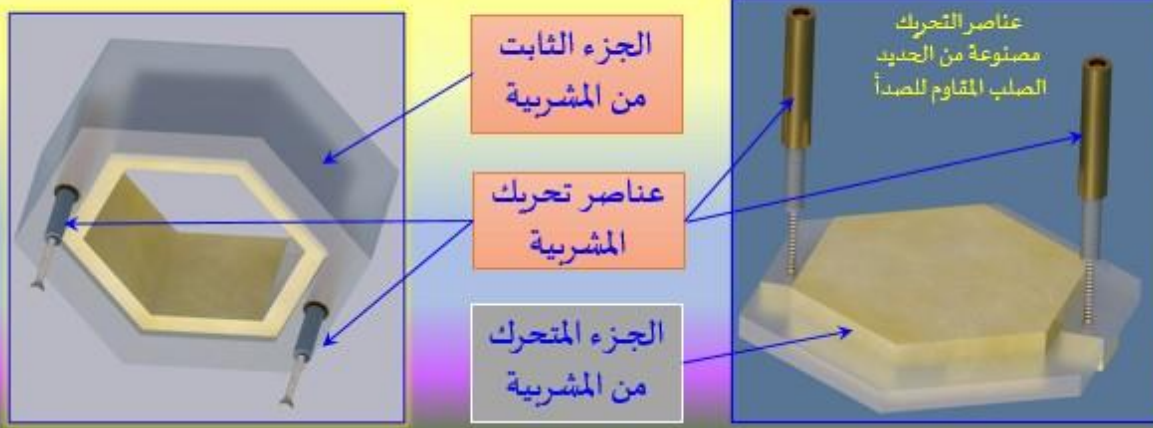 عناصر التحريك
مصنوعة من الحديد
الصلب المقاوم للصدأ
الجزء الثابت
من المشربية
عناصر تحريك
المشربية
الجزء المتحرك
من المشربية